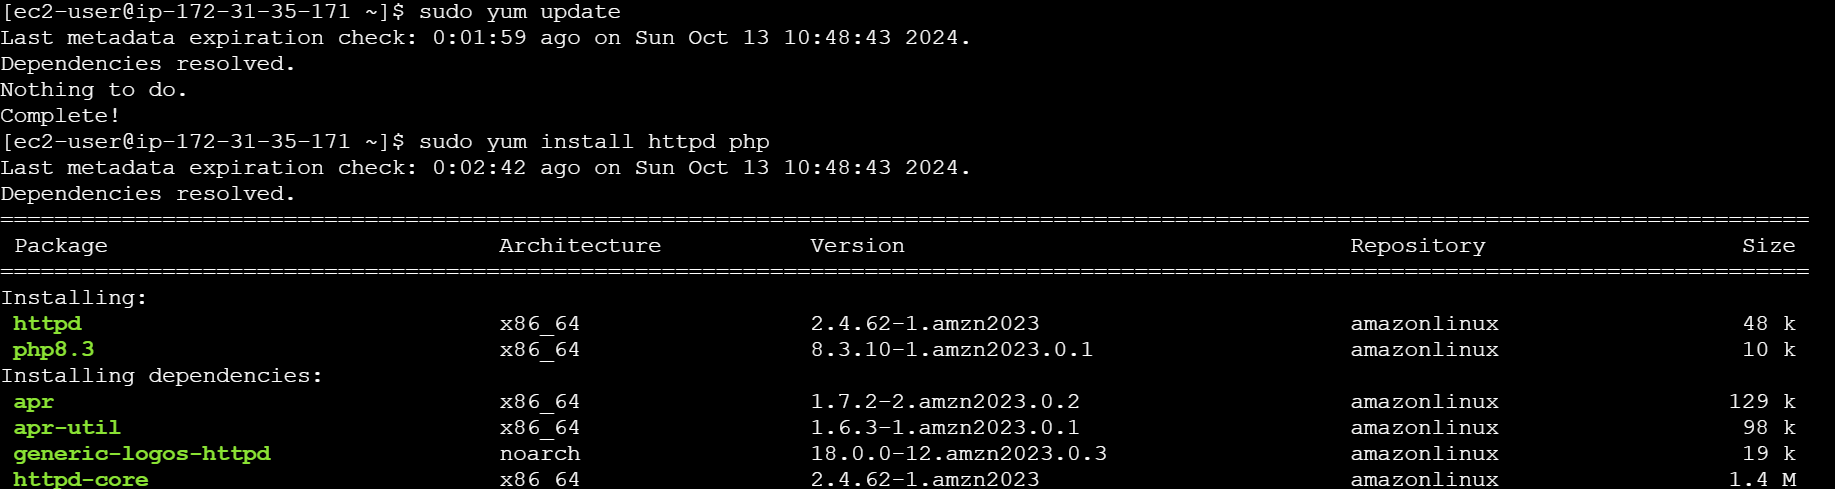 [ec2-user@ip-172-31-35-171 ~]$ sudo yum update
Last metadata expiration check: 0:01:59 ago on Sun Oct 13 10:48:43 2024.
Dependencies resolved.
Nothing to do.
Complete!
[ec2-user@ip-172-31-35-171 ~]$ sudo yum install httpd php
Last metadata expiration check: 0:02:42 ago on Sun Oct 13 10:48:43 2024.
Dependencies resolved.
Package Architecture Version Repository Size
Installing:
httpd x86_64 2.4.62-1.amzn2023 amazonlinux 48 k
php8.3 x86_64 8.3.10-1.amzn2023.0.1 amazonlinux 10 k
Installing dependencies:
apr x86_64 1.7.2-2.amzn2023.0.2 amazonlinux 129 k
apr-util x86_64 1.6.3-1.amzn2023.0.1 amazonlinux 98 k
generic-logos-httpd noarch 18.0.0-12.amzn2023.0.3 amazonlinux 19 k
httpd-core x86_64 2.4.62-1.amzn2023 amazonlinux 1.4 M